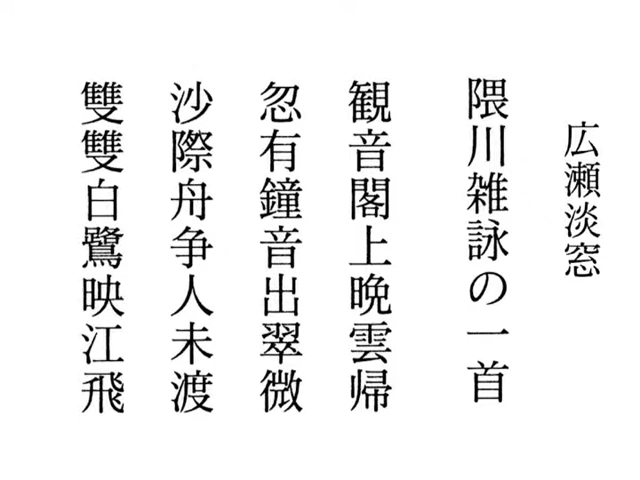 広瀬淡窓
隈川雑詠の一首
観音閣上晩雲帰
忽有鐘音出翠微
沙際舟争人未渡
雙雙白鷺映江飛